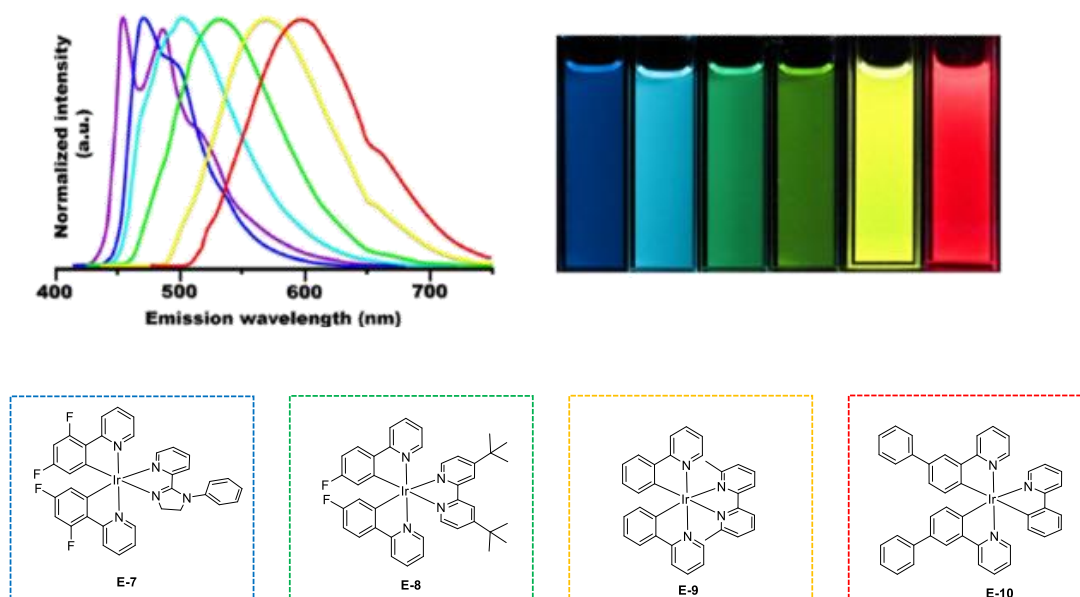 Normalized intensity
(a.u.)
400
500
600
700
Emission wavelength (nm)
F
N
N
F
Ir
F
N
N
N
F
E-7
N
F
N
Ir
F
N
N
E-8
N
N
Ir
N
N
E-9
N
N
Ir
N
E-10